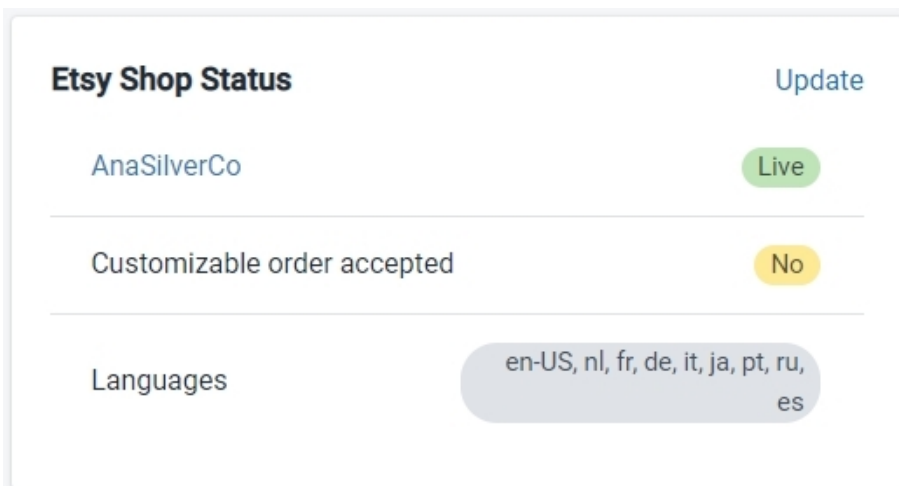 Etsy Shop Status
Update
AnaSilverCo
Live
Customizable order accepted
No
Languages
en-US, nl, fr, de, it, ja, pt, ru,
es